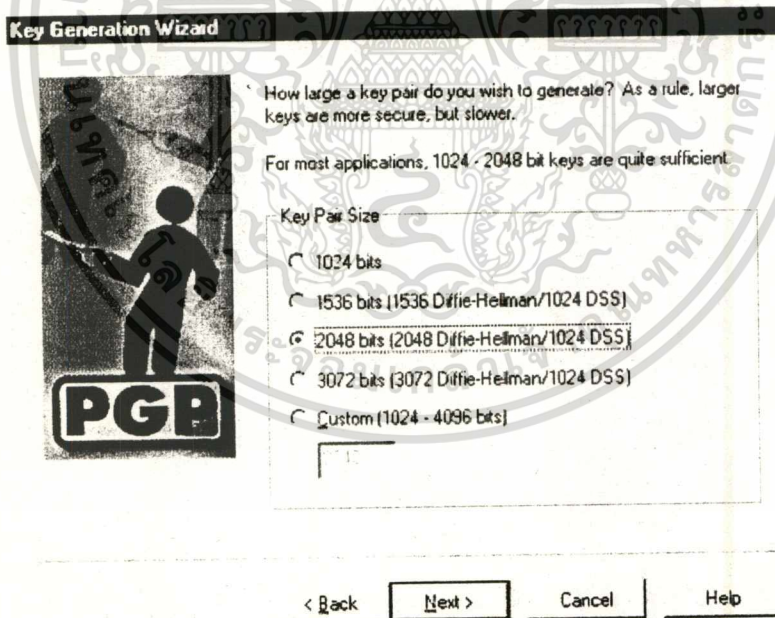 Key Generation Wizard
How large a key pair do you wish to generate? As a rule, larger
keys are more secure, but slower.
For most applications, 1024 - 2048 bit keys are quite sufficient.
Key Pair Size
1024 bits
1536 bits (1536 Diffie-Hellman/1024 DSS)
2048 bits (2048 Diffie-Hellman/1024 DSS)
3072 bits (3072 Diffie-Hellman/1024 DSS)
Custom (1024 - 4096 bits)
PGP
< Back
Next >
Cancel
Help